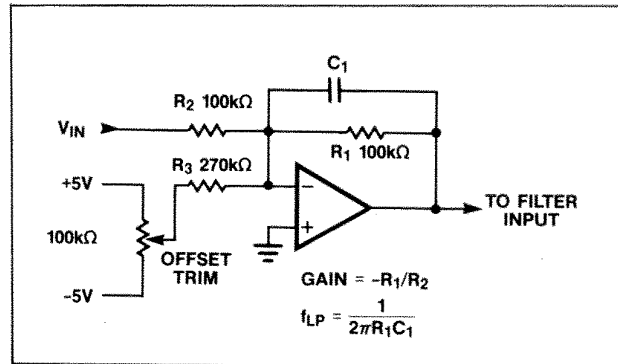 C1
R2 100kΩ
VIN
R1 100kΩ
R3 270kΩ
+5V
−
+
TO FILTER
INPUT
100kΩ
OFFSET
TRIM
−5V
GAIN = −R1/R2
fLP = 1 / 2πR1C1